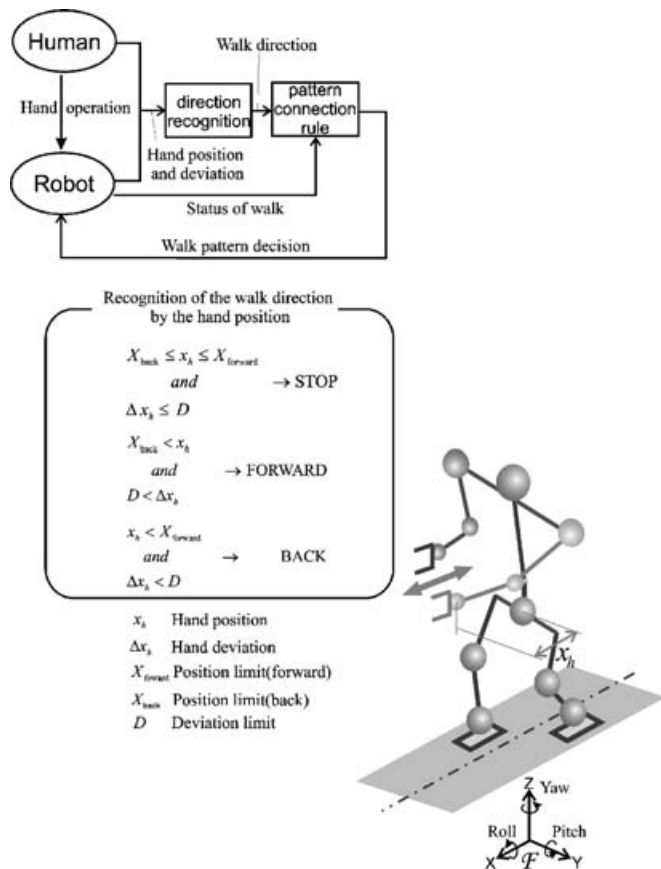 Human
Hand operation
Robot
direction
recognition
Walk direction
pattern
connection
rule
Hand position
and deviation
Status of walk
Walk pattern decision
Recognition of the walk direction
by the hand position
X_back ≤ x_h ≤ X_forward
and → STOP
Δx_h ≤ D
X_back < x_h
and → FORWARD
D < Δx_h
x_h < X_forward
and → BACK
Δx_h < D
x_h Hand position
Δx_h Hand deviation
X_forward Position limit(forward)
X_back Position limit(back)
D Deviation limit
x_h
Z Yaw
Roll Pitch
X F Y